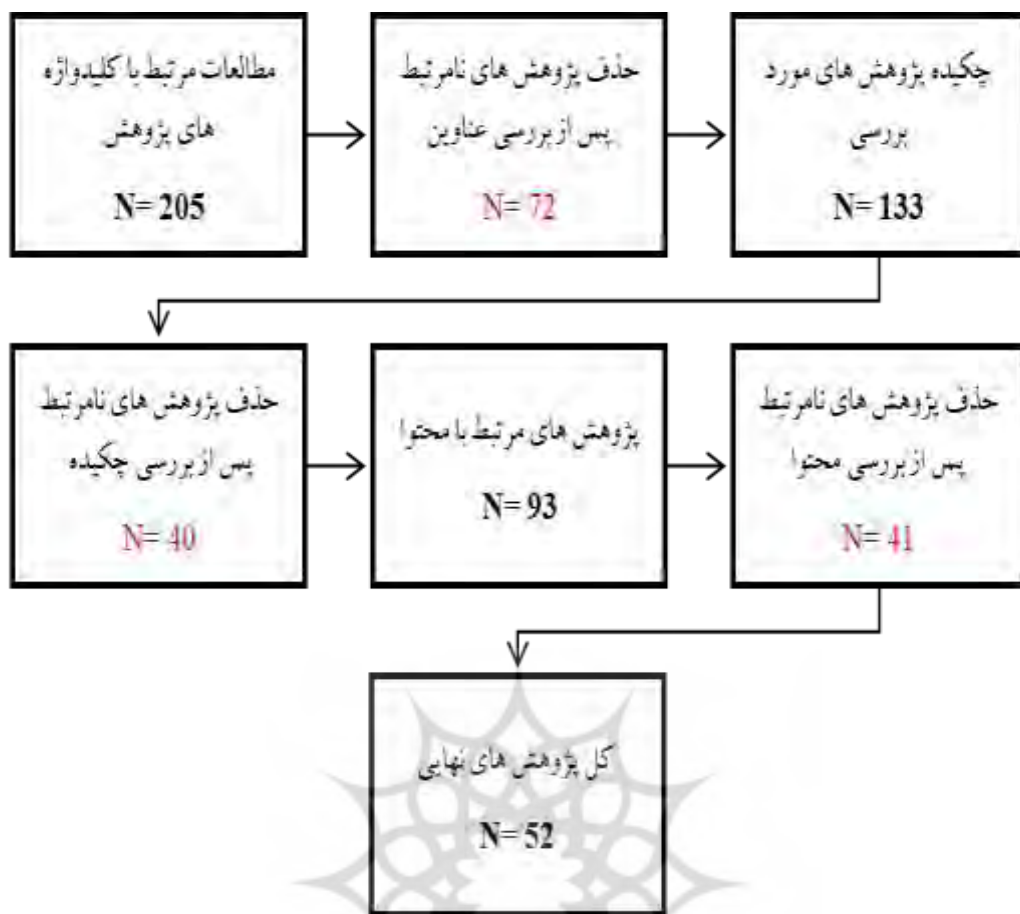 مطالعات مرتبط با کلیدواژه
های پژوهش
N= 205
حذف پژوهش های نامرتبط
پس از بررسی عناوین
N= 72
چکیده پژوهش های مورد
بررسی
N= 133
حذف پژوهش های نامرتبط
پس از بررسی چکیده
N= 40
پژوهش های مرتبط با محتوا
N= 93
حذف پژوهش های نامرتبط
پس از بررسی محتوا
N= 41
کل پژوهش های نهایی
N= 52